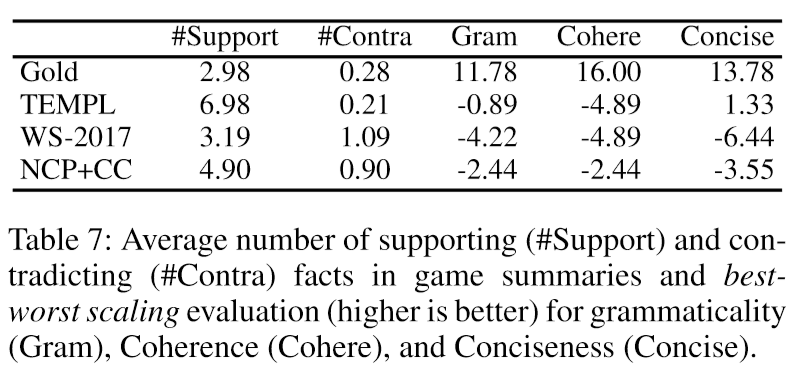 #Support #Contra Gram Cohere Concise
Gold 2.98 0.28 11.78 16.00 13.78
TEMPL 6.98 0.21 -0.89 -4.89 1.33
WS-2017 3.19 1.09 -4.22 -4.89 -6.44
NCP+CC 4.90 0.90 -2.44 -2.44 -3.55
Table 7: Average number of supporting (#Support) and con-
tradicting (#Contra) facts in game summaries and best-
worst scaling evaluation (higher is better) for grammaticality
(Gram), Coherence (Cohere), and Conciseness (Concise).